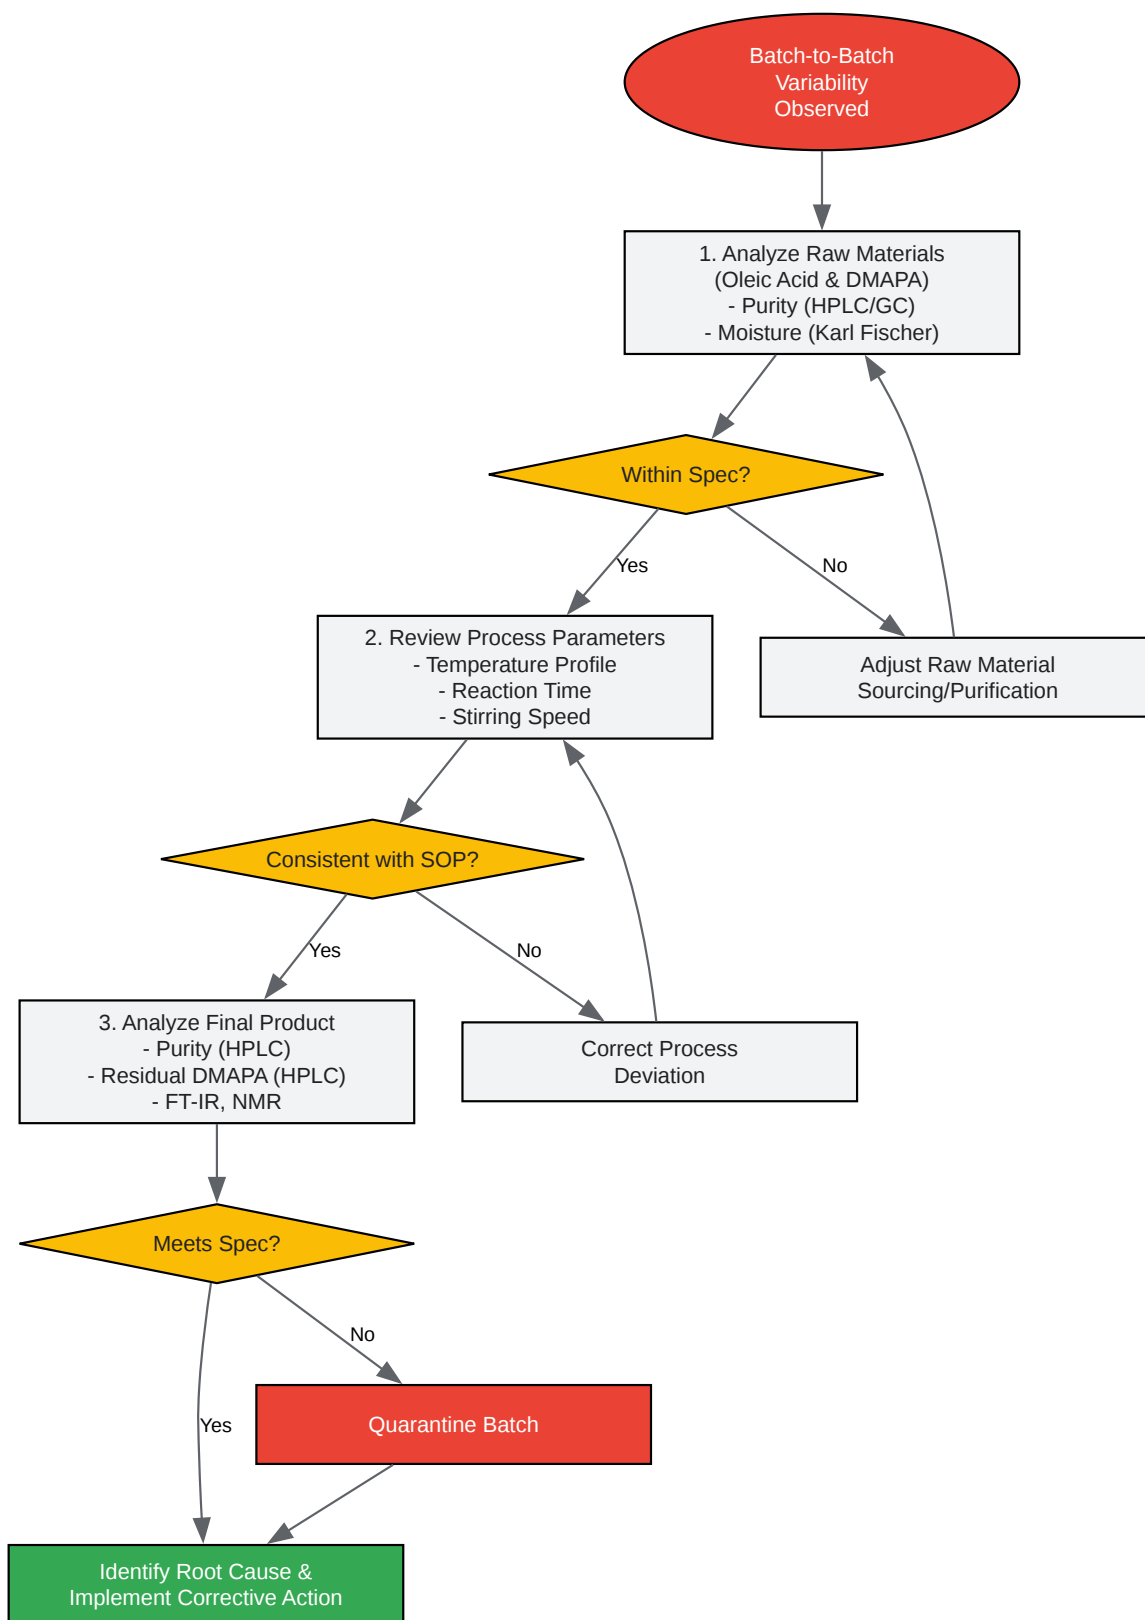 Batch-to-Batch
Variability
Observed
1. Analyze Raw Materials
(Oleic Acid & DMAPA)
- Purity (HPLC/GC)
- Moisture (Karl Fischer)
Within Spec?
Yes
No
2. Review Process Parameters
- Temperature Profile
- Reaction Time
- Stirring Speed
Adjust Raw Material
Sourcing/Purification
Consistent with SOP?
Yes
No
3. Analyze Final Product
- Purity (HPLC)
- Residual DMAPA (HPLC)
- FT-IR, NMR
Correct Process
Deviation
Meets Spec?
No
Yes
Quarantine Batch
Identify Root Cause &
Implement Corrective Action